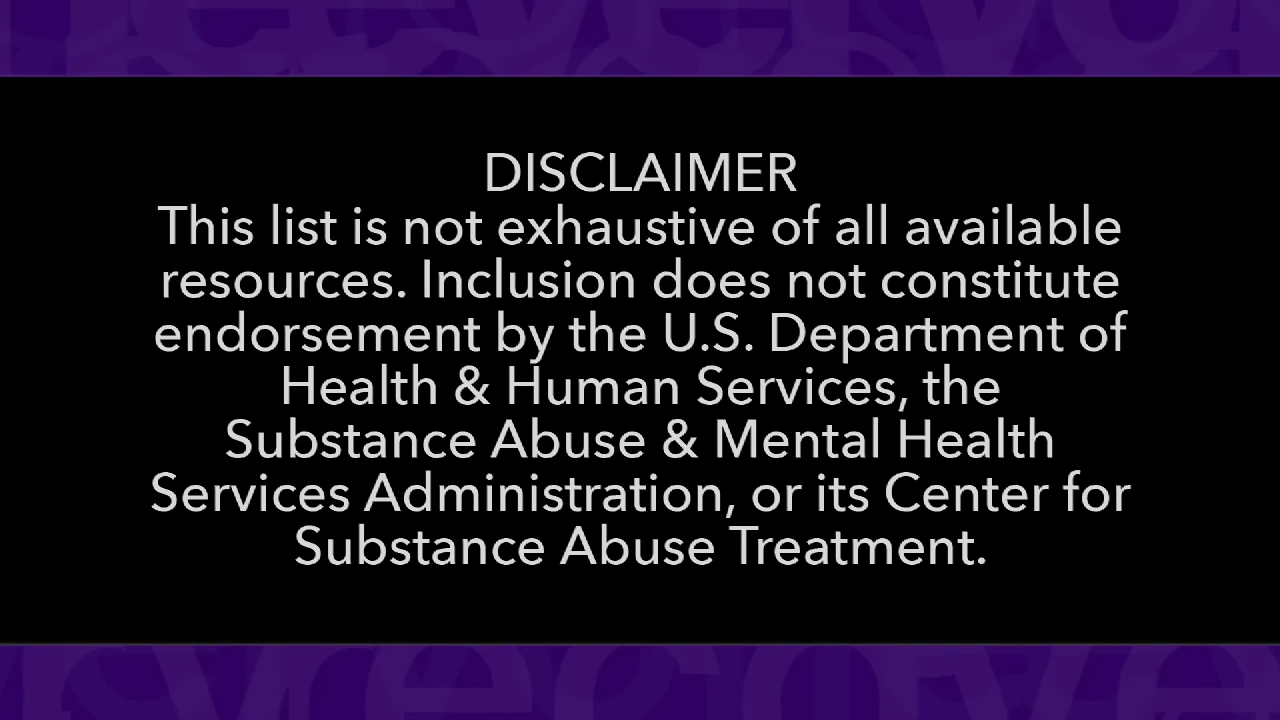 DISCLAIMER
This list is not exhaustive of all available
resources. Inclusion does not constitute
endorsement by the U.S. Department of
Health & Human Services, the
Substance Abuse & Mental Health
Services Administration, or its Center for
Substance Abuse Treatment.